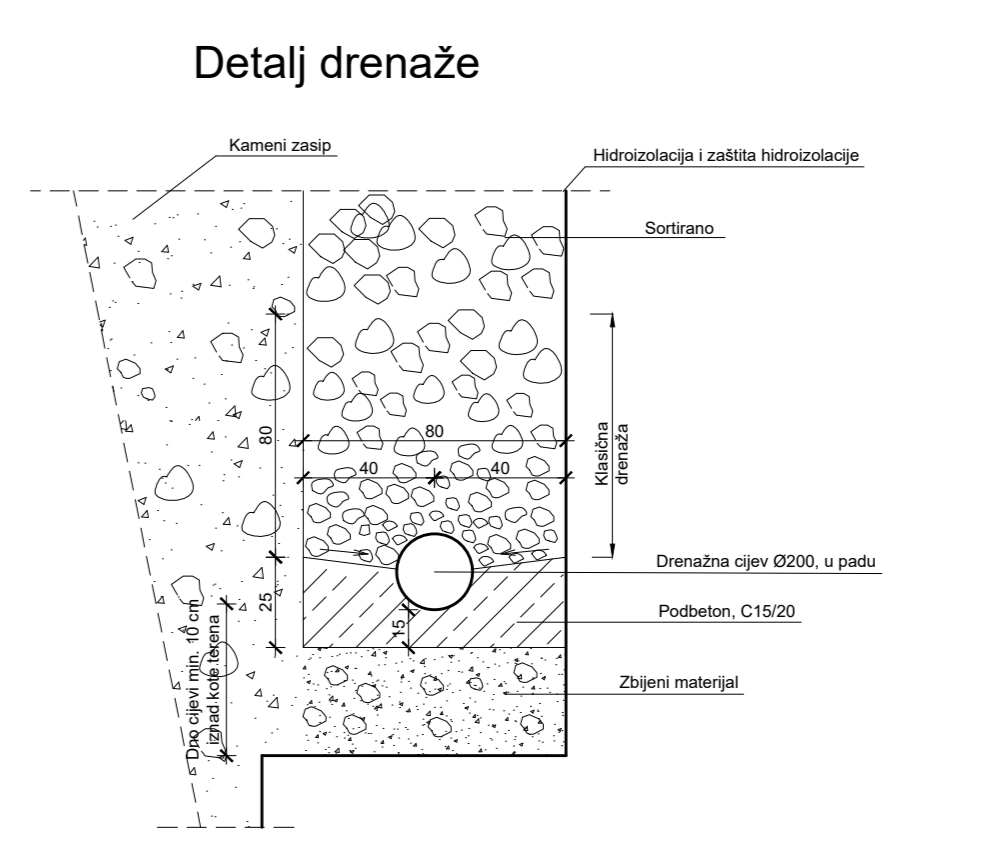 Detalj drenaže
Kameni zasip
Hidroizolacija i zaštita hidroizolacije
Sortirano
80
80
40
40
Klasična
drenaža
Drenažna cijev Ø200, u padu
25
15
Podbeton, C15/20
Dno cijevi min. 10 cm
iznad kote terena
Zbijeni materijal